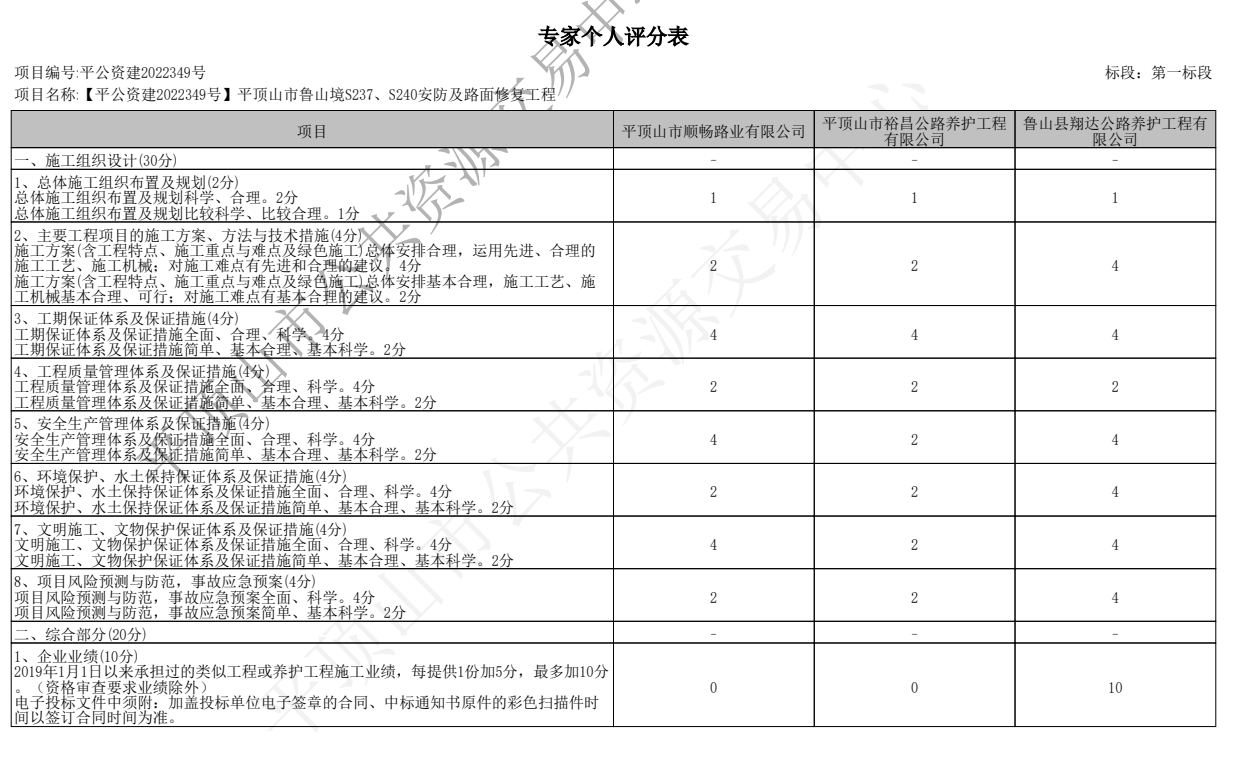 专家个人评分表
项目编号:平公资建2022349号
标段：第一标段
项目名称:【平公资建2022349号】平顶山市鲁山境S237、S240安防及路面修复工程
项目
平顶山市顺畅路业有限公司
平顶山市裕昌公路养护工程
有限公司
鲁山县翔达公路养护工程有
限公司
一、施工组织设计(30分)
-
-
-
1、总体施工组织布置及规划(2分)
总体施工组织布置及规划科学、合理。2分
总体施工组织布置及规划比较科学、比较合理。1分
1
1
1
2、主要工程项目的施工方案、方法与技术措施(4分)
施工方案(含工程特点、施工重点与难点及绿色施工)总体安排合理，运用先进、合理的
施工工艺、施工机械；对施工难点有先进和合理的建议。4分
施工方案(含工程特点、施工重点与难点及绿色施工)总体安排基本合理，施工工艺、施
工机械基本合理、可行；对施工难点有基本合理的建议。2分
2
2
4
3、工期保证体系及保证措施(4分)
工期保证体系及保证措施全面、合理、科学。4分
工期保证体系及保证措施简单、基本合理、基本科学。2分
4
4
4
4、工程质量管理体系及保证措施(4分)
工程质量管理体系及保证措施全面、合理、科学。4分
工程质量管理体系及保证措施简单、基本合理、基本科学。2分
2
2
2
5、安全生产管理体系及保证措施(4分)
安全生产管理体系及保证措施全面、合理、科学。4分
安全生产管理体系及保证措施简单、基本合理、基本科学。2分
4
2
4
6、环境保护、水土保持保证体系及保证措施(4分)
环境保护、水土保持保证体系及保证措施全面、合理、科学。4分
环境保护、水土保持保证体系及保证措施简单、基本合理、基本科学。2分
2
2
4
7、文明施工、文物保护保证体系及保证措施(4分)
文明施工、文物保护保证体系及保证措施全面、合理、科学。4分
文明施工、文物保护保证体系及保证措施简单、基本合理、基本科学。2分
4
2
4
8、项目风险预测与防范，事故应急预案(4分)
项目风险预测与防范，事故应急预案全面、科学。4分
项目风险预测与防范，事故应急预案简单、基本科学。2分
2
2
4
二、综合部分(20分)
-
-
-
1、企业业绩(10分)
2019年1月1日以来承担过的类似工程或养护工程施工业绩，每提供1份加5分，最多加10分
。（资格审查要求业绩除外）
电子投标文件中须附：加盖投标单位电子签章的合同、中标通知书原件的彩色扫描件时
间以签订合同时间为准。
0
0
10
平顶山市公共资源交易中
平顶山市公共资源交易中心